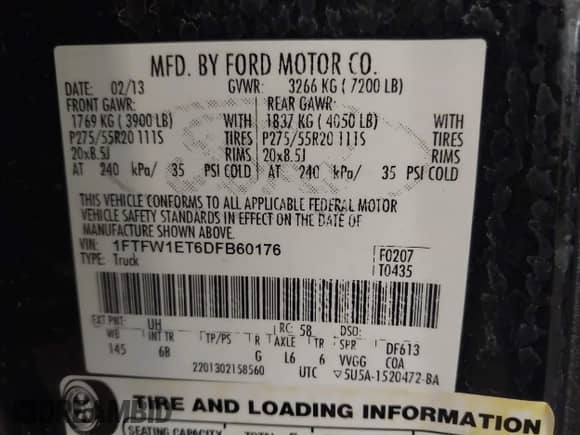 MFD. BY FORD MOTOR CO.
DATE: 02/13 GVWR: 3266 KG ( 7200 LB)
FRONT GAWR: REAR GAWR:
1769 KG ( 3900 LB) WITH 1837 KG ( 4050 LB) WITH
P275/55R20 111S TIRES P275/55R20 111S TIRES
20x8.5J RIMS 20x8.5J RIMS
AT 240 kPa/ 35 PSI COLD AT 240 kPa/ 35 PSI COLD
THIS VEHICLE CONFORMS TO ALL APPLICABLE FEDERAL MOTOR
VEHICLE SAFETY STANDARDS IN EFFECT ON THE DATE OF
MANUFACTURE SHOWN ABOVE.
VIN: 1FTFW1ET6DFB60176 F0207
TYPE: Truck T0435
EXT PNT: UH RC: 58 DSO:
WB INT TR TP/PS R AXLE TR SPR DF613
145 6B G L6 6 VVGG COA
2201302158560 UTC ▽5U5A-1520472-BA
TIRE AND LOADING INFORMATION
SEATING CAPACITY TOTAL